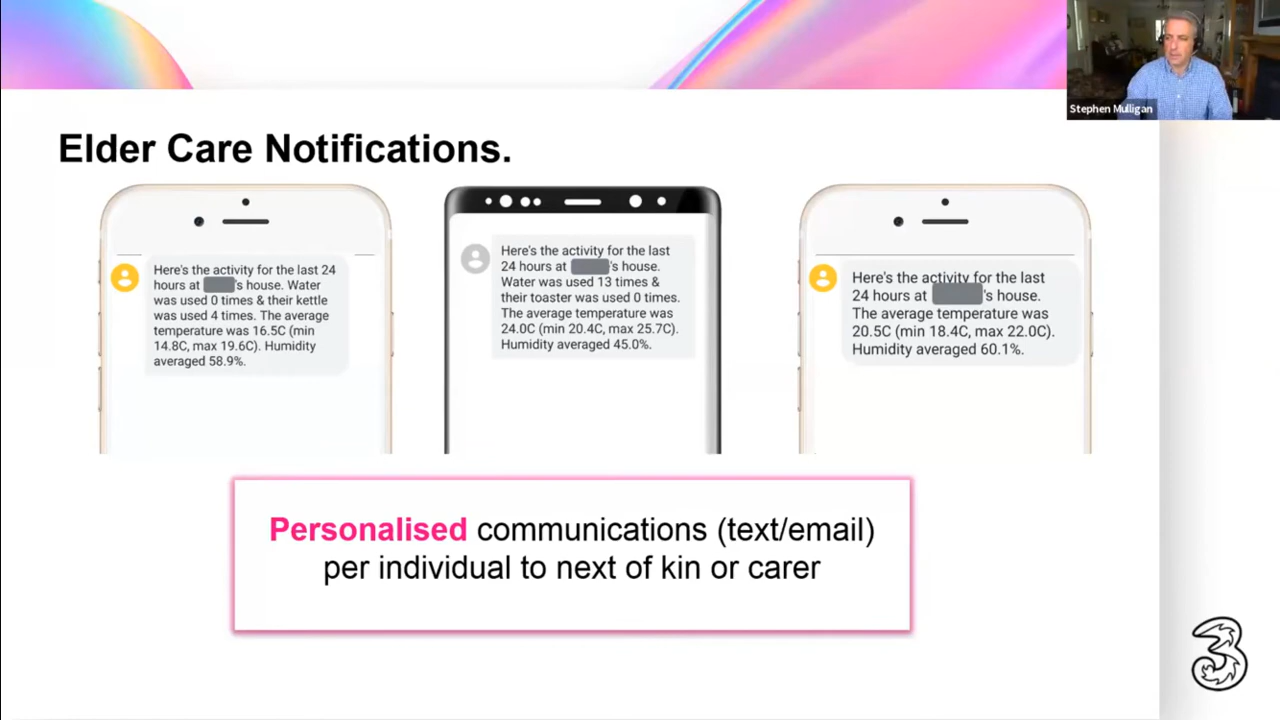 Stephen Mulligan
Elder Care Notifications.
Here's the activity for the last 24
hours at 's house. Water
was used 0 times & their kettle
was used 4 times. The average
temperature was 16.5C (min
14.8C, max 19.6C). Humidity
averaged 58.9%.
Here's the activity for the last
24 hours at 's house.
Water was used 13 times &
their toaster was used 0 times.
The average temperature was
24.0C (min 20.4C, max 25.7C).
Humidity averaged 45.0%.
Here's the activity for the last
24 hours at 's house.
The average temperature was
20.5C (min 18.4C, max 22.0C).
Humidity averaged 60.1%.
Personalised communications (text/email)
per individual to next of kin or carer
3